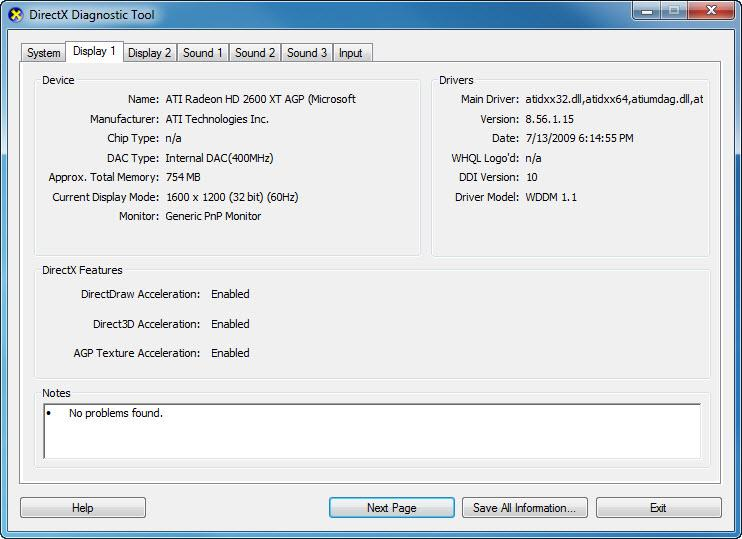 DirectX Diagnostic Tool
System Display 1 Display 2 Sound 1 Sound 2 Sound 3 Input
Device
Name: ATI Radeon HD 2600 XT AGP (Microsoft
Manufacturer: ATI Technologies Inc.
Chip Type: n/a
DAC Type: Internal DAC(400MHz)
Approx. Total Memory: 754 MB
Current Display Mode: 1600 x 1200 (32 bit) (60Hz)
Monitor: Generic PnP Monitor
Drivers
Main Driver: atidxx32.dll,atidxx64,atiumdag.dll,at
Version: 8.56.1.15
Date: 7/13/2009 6:14:55 PM
WHQL Logo'd: n/a
DDI Version: 10
Driver Model: WDDM 1.1
DirectX Features
DirectDraw Acceleration: Enabled
Direct3D Acceleration: Enabled
AGP Texture Acceleration: Enabled
Notes
• No problems found.
Help Next Page Save All Information... Exit